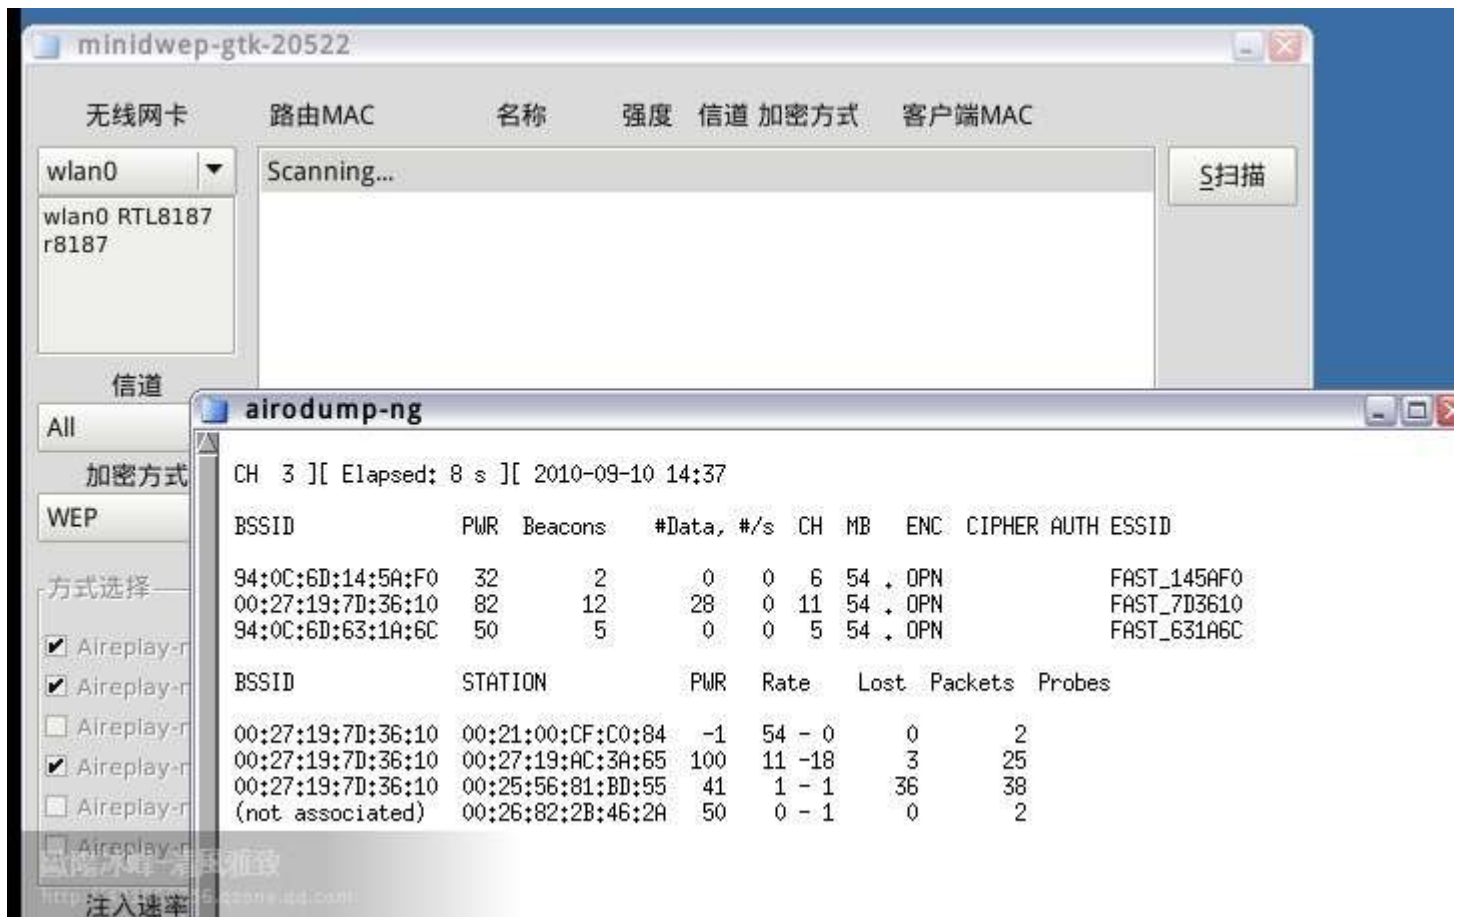 minidwep-gtk-20522
无线网卡 路由MAC 名称 强度 信道 加密方式 客户端MAC
wlan0 Scanning... S扫描
wlan0 RTL8187
r8187
信道
All
加密方式
WEP
方式选择
Aireplay-n
Aireplay-n
Aireplay-n
Aireplay-n
Aireplay-n
Aireplay-n
注入速率
airodump-ng
CH 3 ][ Elapsed: 8 s ][ 2010-09-10 14:37
BSSID PWR Beacons #Data, #/s CH MB ENC CIPHER AUTH ESSID
94:0C:6D:14:5A:F0 32 2 0 0 6 54 . OPN FAST_145AF0
00:27:19:7D:36:10 82 12 28 0 11 54 . OPN FAST_7D3610
94:0C:6D:63:1A:6C 50 5 0 0 5 54 . OPN FAST_631A6C
BSSID STATION PWR Rate Lost Packets Probes
00:27:19:7D:36:10 00:21:00:CF:C0:84 -1 54 - 0 0 2
00:27:19:7D:36:10 00:27:19:AC:3A:65 100 11 -18 3 25
00:27:19:7D:36:10 00:25:56:81:BD:55 41 1 - 1 36 38
(not associated) 00:26:82:2B:46:2A 50 0 - 1 0 2